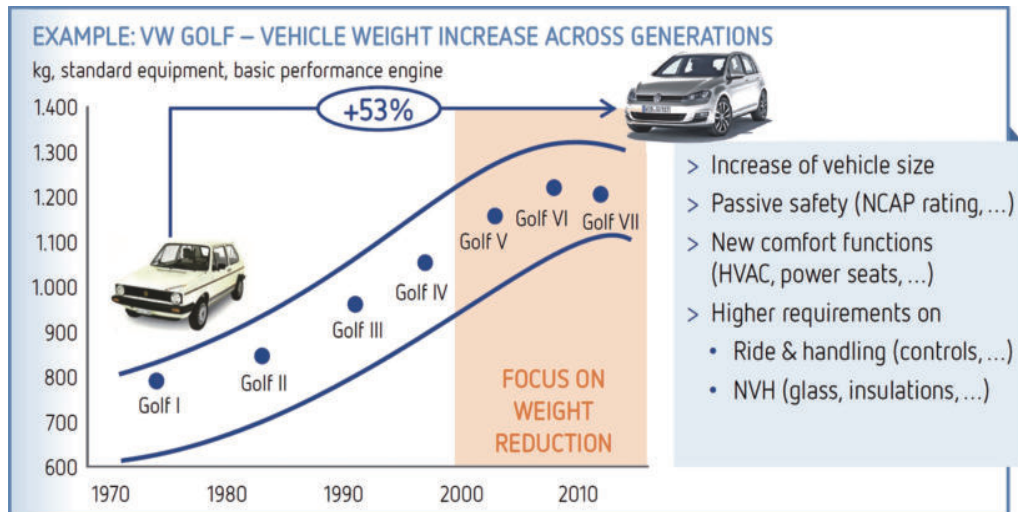 EXAMPLE: VW GOLF – VEHICLE WEIGHT INCREASE ACROSS GENERATIONS
kg, standard equipment, basic performance engine
1.400
1.300
1.200
1.100
1.000
900
800
700
600
+53%
Golf I
Golf II
Golf III
Golf IV
Golf V
Golf VI
Golf VII
FOCUS ON
WEIGHT
REDUCTION
1970
1980
1990
2000
2010
> Increase of vehicle size
> Passive safety (NCAP rating, …)
> New comfort functions
(HVAC, power seats, …)
> Higher requirements on
• Ride & handling (controls, …)
• NVH (glass, insulations, …)